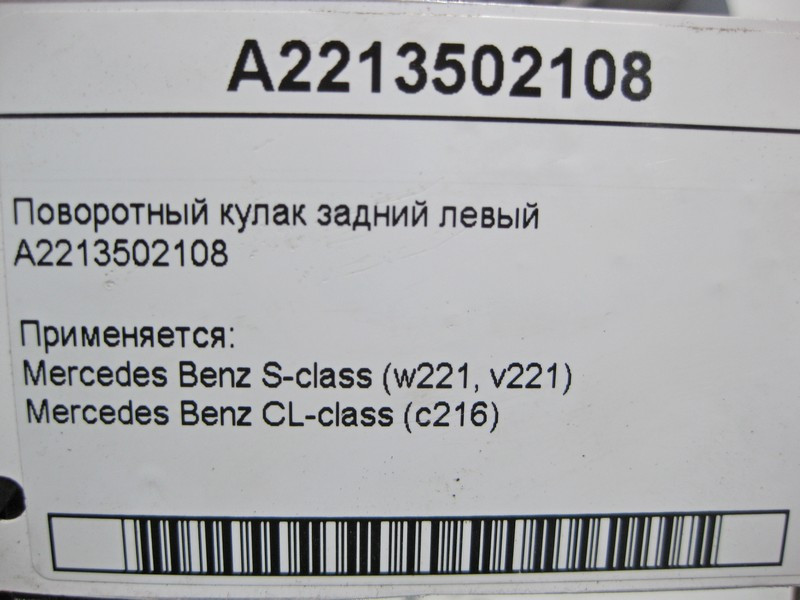 A2213502108
Поворотный кулак задний левый
A2213502108
Применяется:
Mercedes Benz S-class (w221, v221)
Mercedes Benz CL-class (c216)